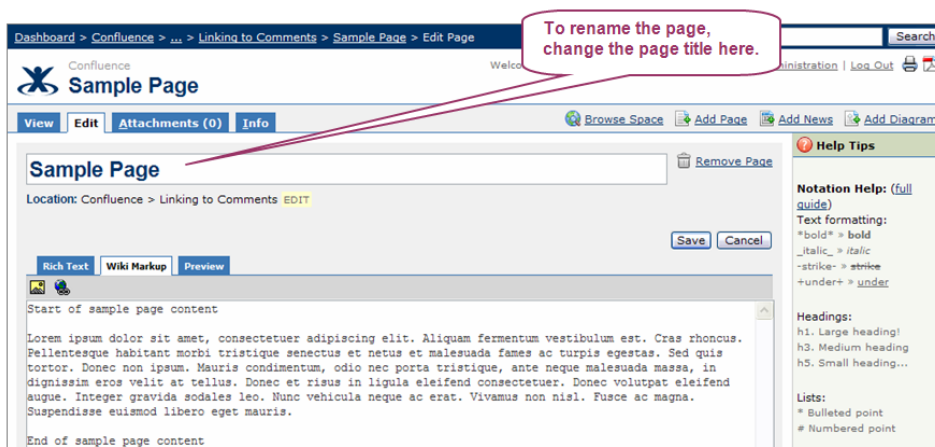 To rename the page,
change the page title here.
Dashboard > Confluence > ... > Linking to Comments > Sample Page > Edit Page
Search
Confluence
Sample Page
Log Out
View Edit Attachments (0) Info
Browse Space Add Page Add News Add Diagram
Sample Page
Remove Page
Location: Confluence > Linking to Comments EDIT
Save Cancel
Rich Text Wiki Markup Preview
Start of sample page content
Lorem ipsum dolor sit amet, consectetuer adipiscing elit. Aliquam fermentum vestibulum est. Cras rhoncus.
Pellentesque habitant morbi tristique senectus et netus et malesuada fames ac turpis egestas. Sed quis
tortor. Donec non ipsum. Mauris condimentum, odio nec porta tristique, ante neque malesuada massa, in
dignissim eros velit at tellus. Donec et risus in ligula eleifend consectetuer. Donec volutpat eleifend
augue. Integer gravida sodales leo. Nunc vehicula neque ac erat. Vivamus non nisl. Fusce ac magna.
Suspendisse euismod libero eget mauris.
End of sample page content
Help Tips
Notation Help: (full
guide)
Text formatting:
*bold* » bold
_italic_ » italic
-strike- » strike
+under+ » under
Headings:
h1. Large heading!
h3. Medium heading
h5. Small heading...
Lists:
* Bulleted point
# Numbered point